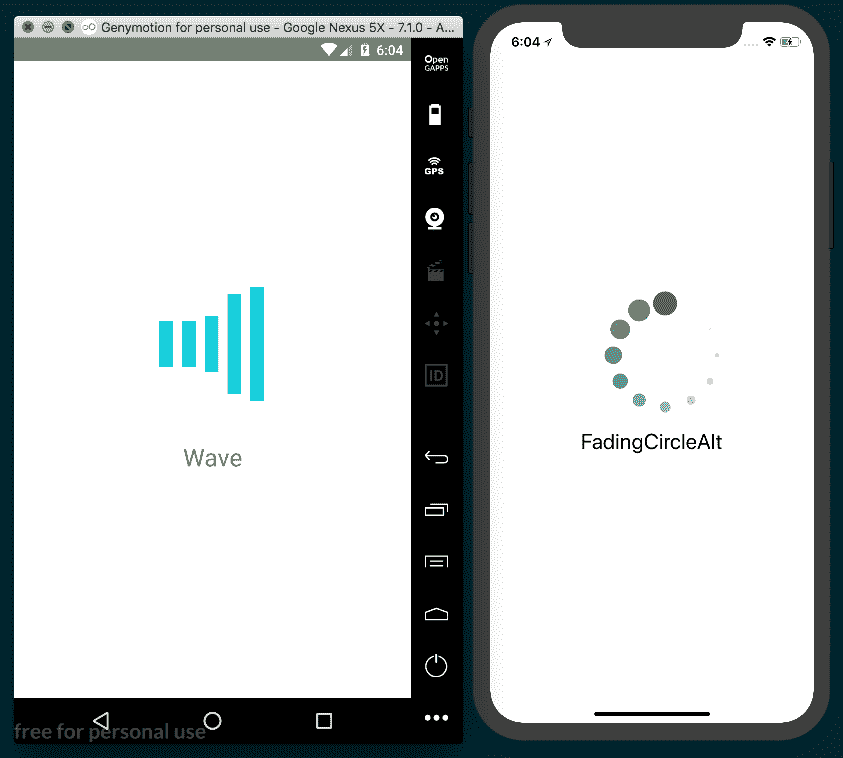 Genymotion for personal use - Google Nexus 5X - 7.1.0 - A...
6:04
Open
GAPPS
GPS
ID
Wave
free for personal use
6:04
FadingCircleAlt